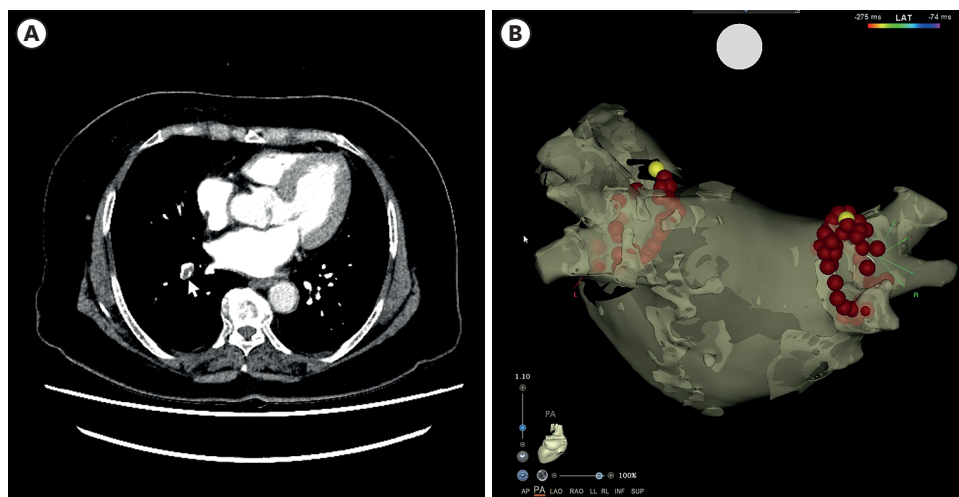 A
B
-275 ms LAT -74 ms
L
R
1.10
PA
100%
AP PA LAO RAO LL RL INF SUP